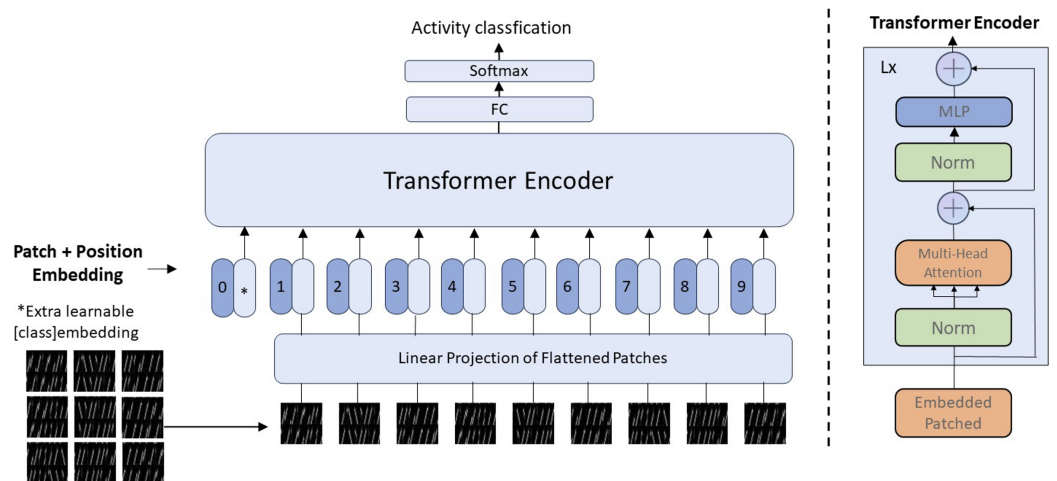 Activity classfication
Softmax
FC
Transformer Encoder
Patch + Position
Embedding
0 * 1 2 3 4 5 6 7 8 9
*Extra learnable
[class]embedding
Linear Projection of Flattened Patches
Transformer Encoder
Lx
+
MLP
Norm
+
Multi-Head
Attention
Norm
Embedded
Patched